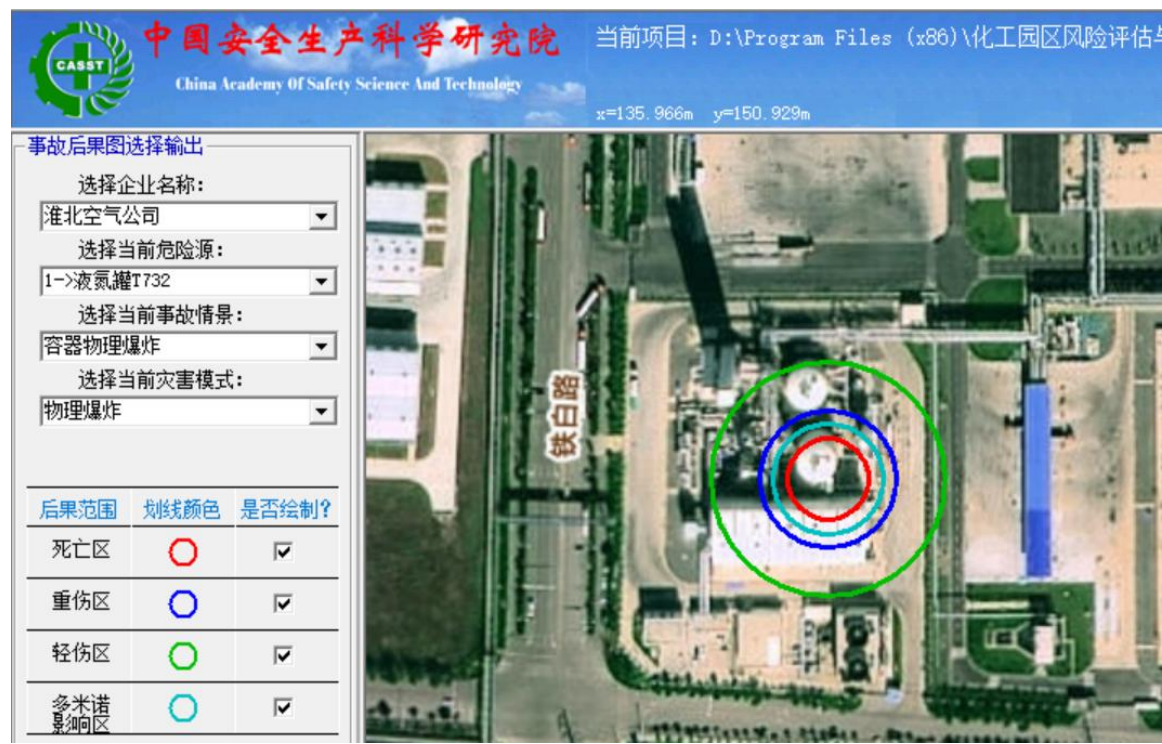 CASST
中国安全生产科学研究院
China Academy Of Safety Science And Technology
当前项目: D:\Program Files (x86)\化工园区风险评估与
x=135.966m y=150.929m
事故后果图选择输出
选择企业名称:
淮北空气公司
选择当前危险源:
1->液氮罐T732
选择当前事故情景:
容器物理爆炸
选择当前灾害模式:
物理爆炸
后果范围 划线颜色 是否绘制?
死亡区
重伤区
轻伤区
多米诺
影响区
铁白路